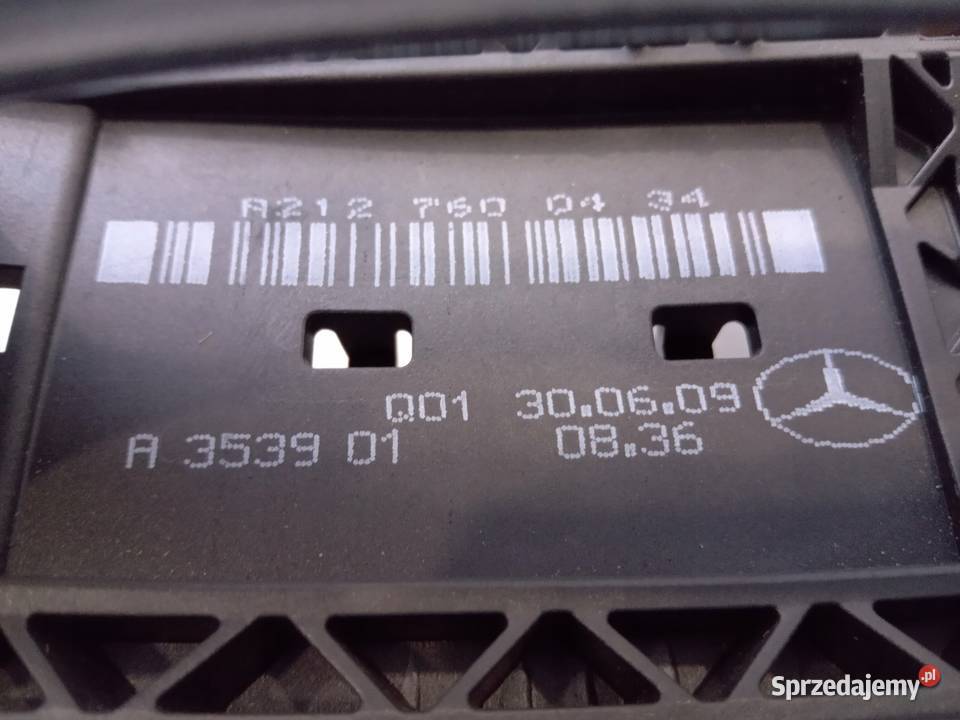 A212 760 04 34
Q01 30.06.09
A 3539 01 08.36
Sprzedajemy.pl